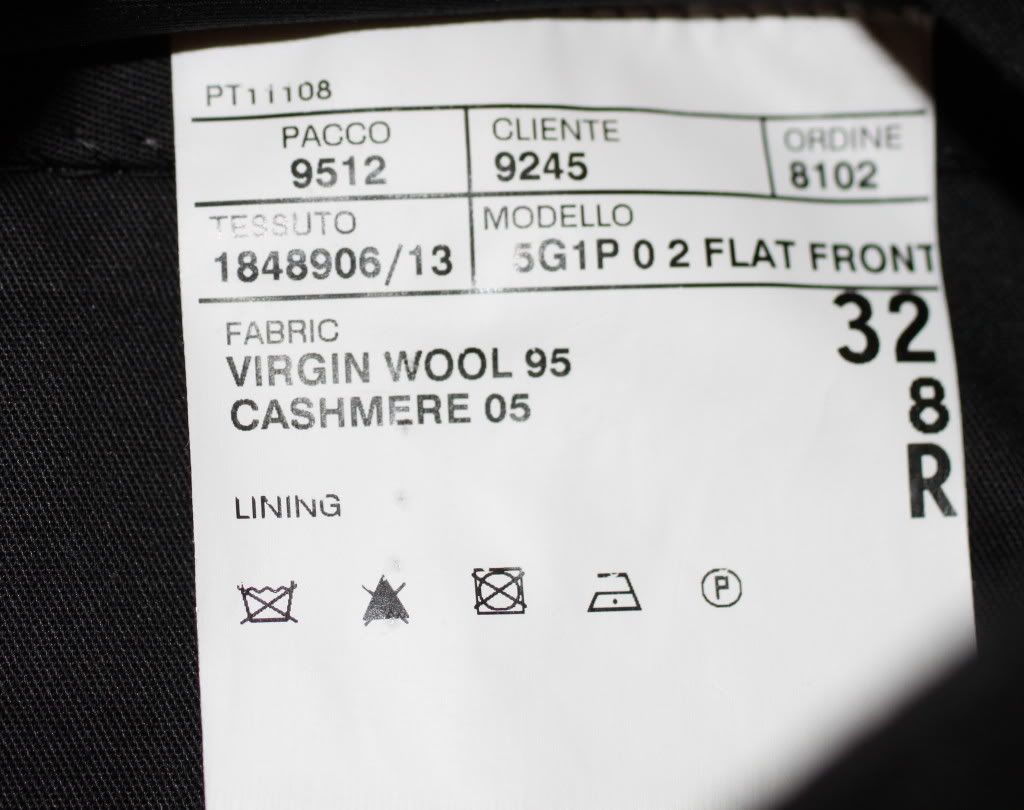 PT11108
PACCO CLIENTE ORDINE
9512 9245 8102
TESSUTO MODELLO
1848906/13 5G1P 0 2 FLAT FRONT
FABRIC
VIRGIN WOOL 95
CASHMERE 05
32
8
R
LINING
P